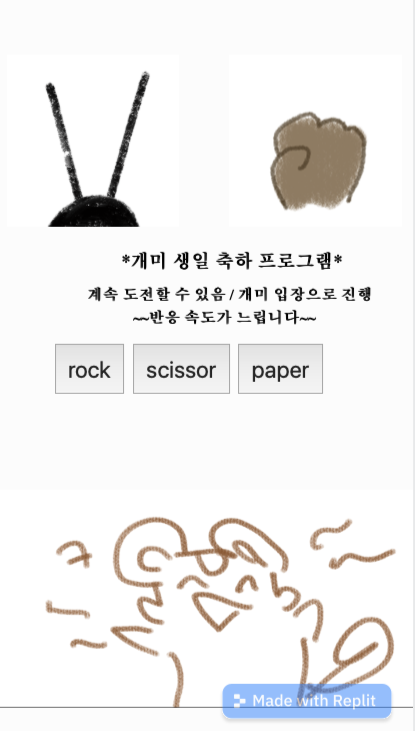 *개미 생일 축하 프로그램*
계속 도전할 수 있음 / 개미 입장으로 진행
~~반응 속도가 느립니다~~
rock scissor paper
Made with Replit